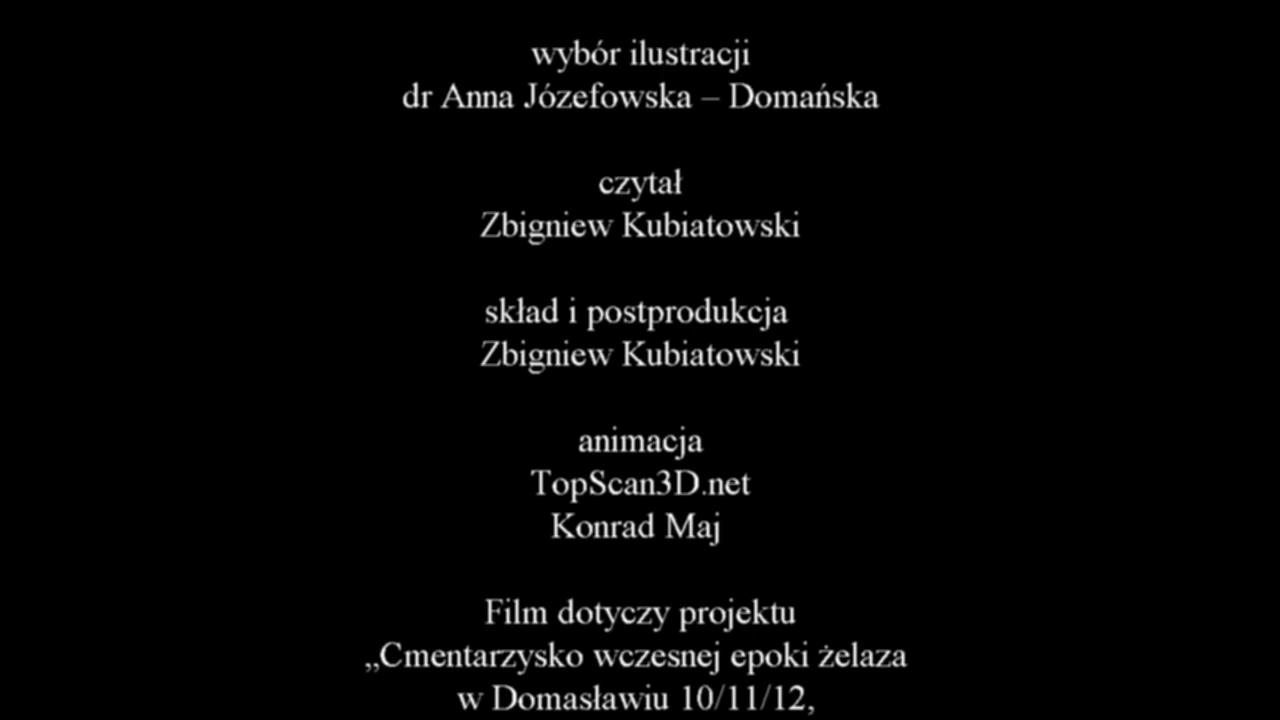 wybór ilustracji
dr Anna Józefowska – Domańska
czytał
Zbigniew Kubiatowski
skład i postprodukcja
Zbigniew Kubiatowski
animacja
TopScan3D.net
Konrad Maj
Film dotyczy projektu
„Cmentarzysko wczesnej epoki żelaza
w Domasławiu 10/11/12,